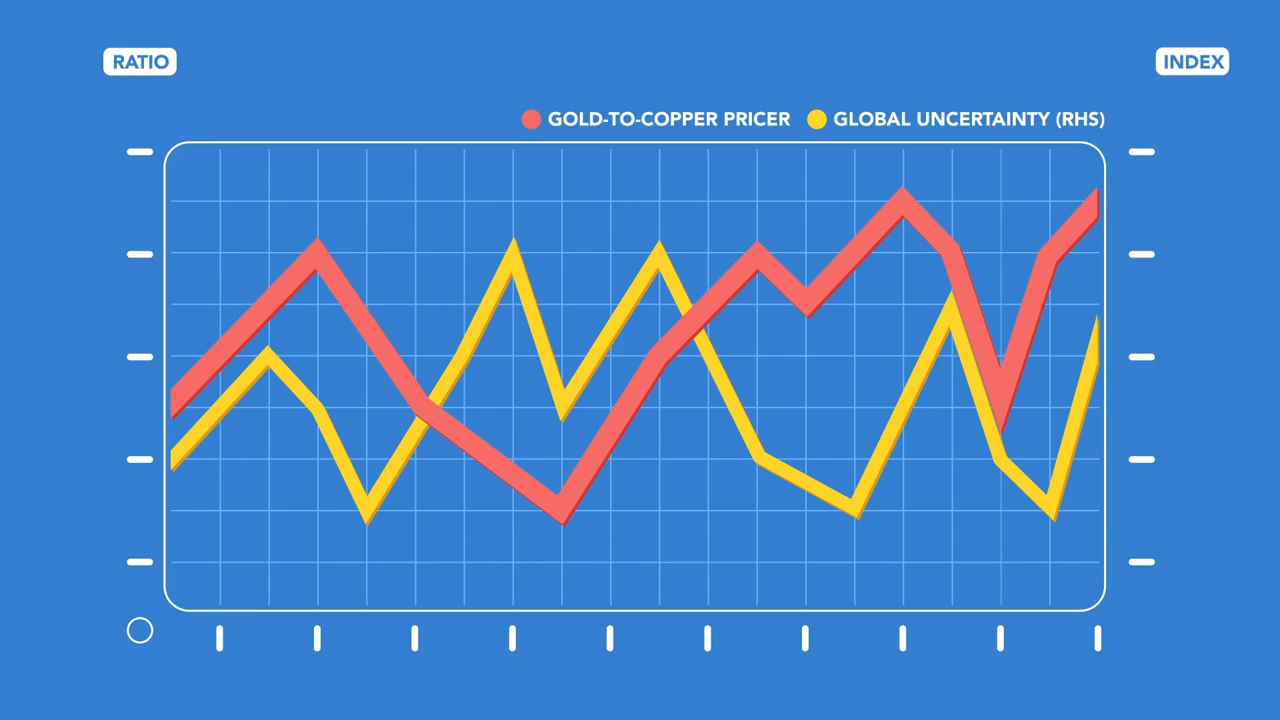 RATIO
INDEX
GOLD-TO-COPPER PRICER
GLOBAL UNCERTAINTY (RHS)